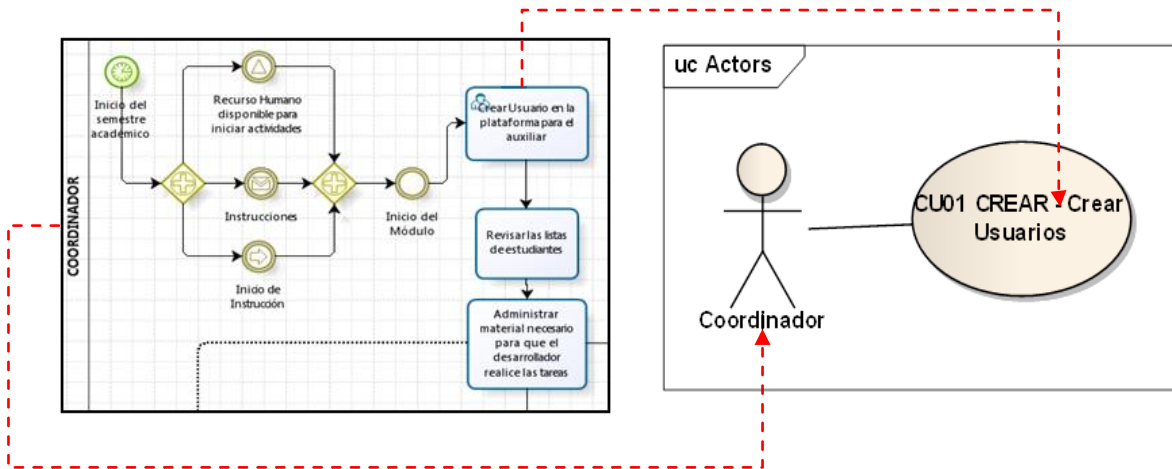 COORDINADOR
Inicio del
semestre
académico
Recurso Humano
disponible para
iniciar actividades
Instrucciones
Inicio de
Instrucción
Inicio del
Módulo
Crear Usuario en la
plataforma para el
auxiliar
Revisar las listas
de estudiantes
Administrar
material necesario
para que el
desarrollador
realice las tareas
uc Actors
Coordinador
CU01 CREAR - Crear
Usuarios